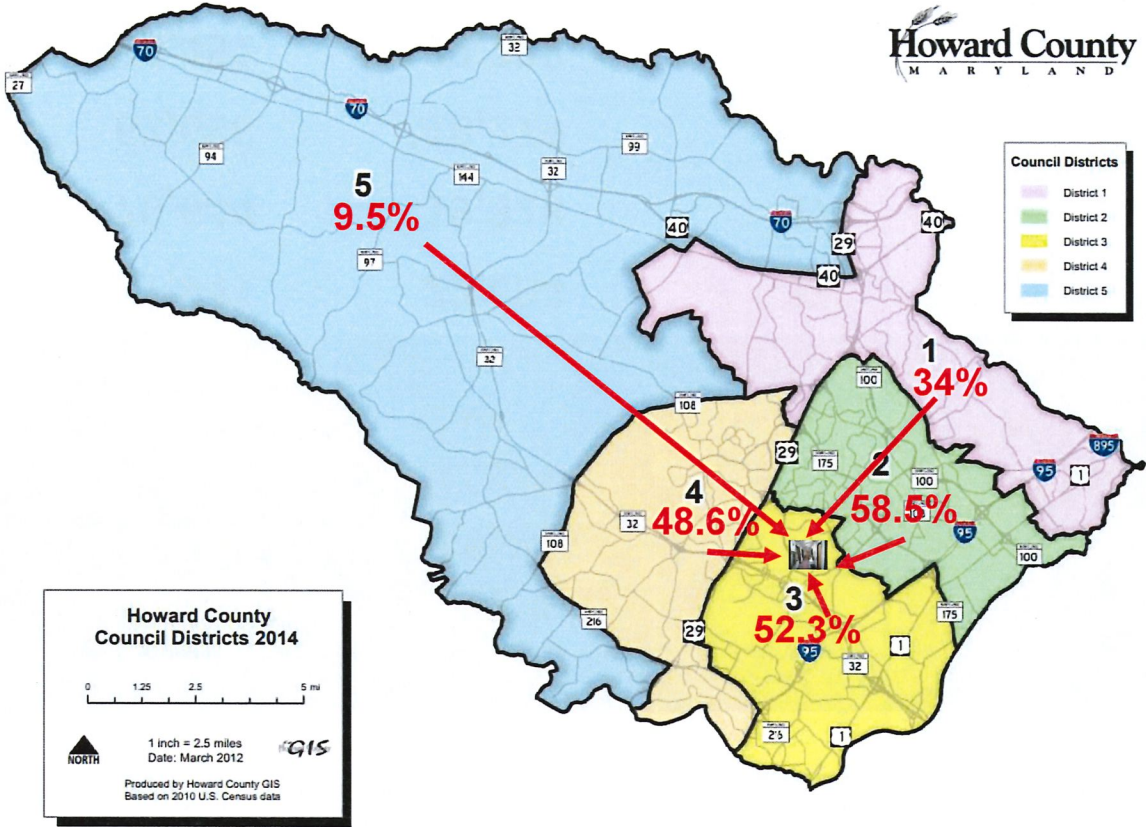 Howard County
MARYLAND
Council Districts
District 1
District 2
District 3
District 4
District 5
70
32
27
70
99
94
144
32
5
9.5%
40
70
29
40
97
40
32
1
34%
100
108
29
175
2
100
895
95
1
4
48.6%
58.5%
32
95
108
100
3
52.3%
175
216
29
95
32
1
1
Howard County
Council Districts 2014
0 1.25 2.5 5 mi
NORTH
1 inch = 2.5 miles
Date: March 2012
GIS
Produced by Howard County GIS
Based on 2010 U.S. Census data